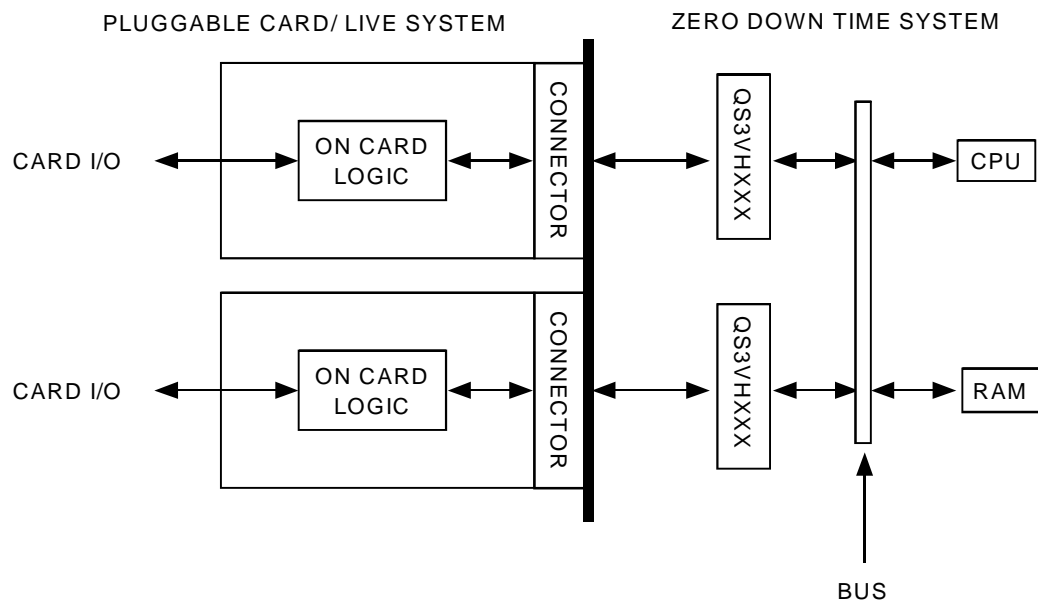 PLUGGABLE CARD/ LIVE SYSTEM
ZERO DOWN TIME SYSTEM
CARD I/O
ON CARD
LOGIC
CONNECTOR
QS3VHXXX
CPU
CARD I/O
ON CARD
LOGIC
CONNECTOR
QS3VHXXX
RAM
BUS